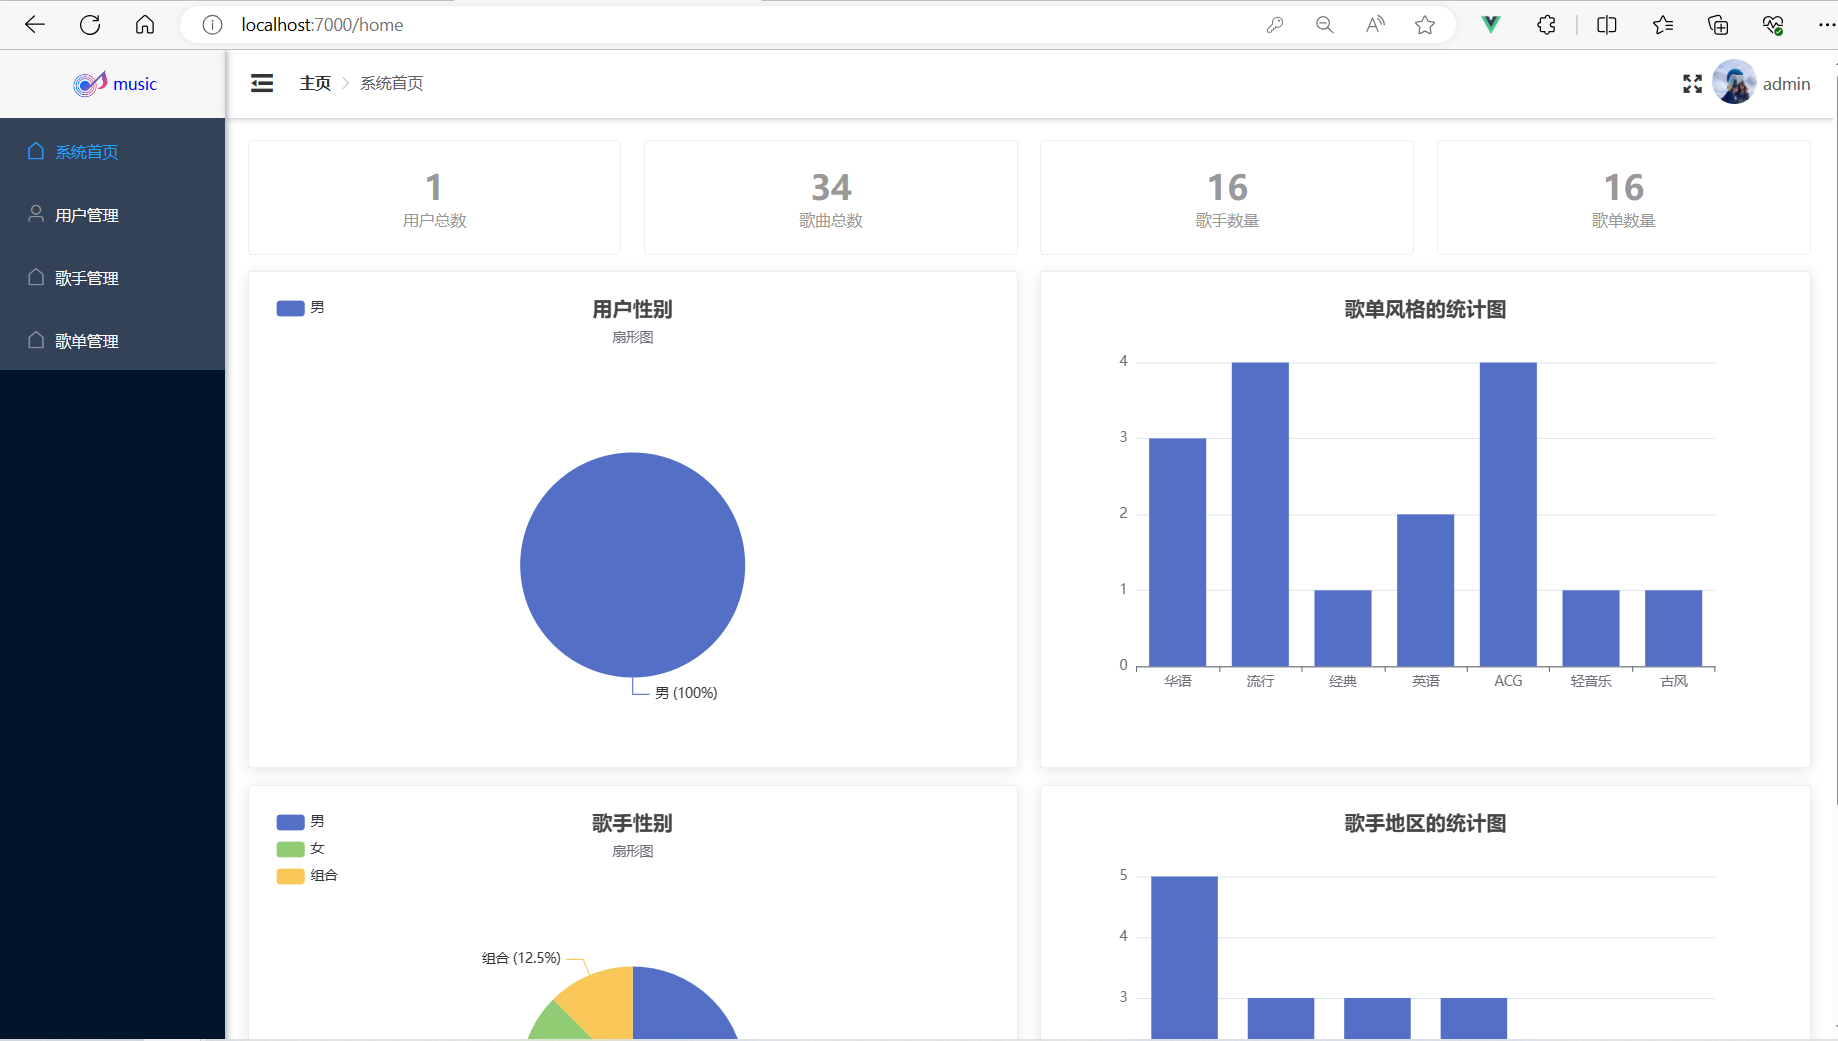 localhost:7000/home
music
主页
系统首页
admin
系统首页
用户管理
歌手管理
歌单管理
1
用户总数
34
歌曲总数
16
歌手数量
16
歌单数量
男
用户性别
扇形图
男 (100%)
歌单风格的统计图
4
3
2
1
0
华语
流行
经典
英语
ACG
轻音乐
古风
男
女
组合
歌手性别
扇形图
组合 (12.5%)
歌手地区的统计图
5
4
3